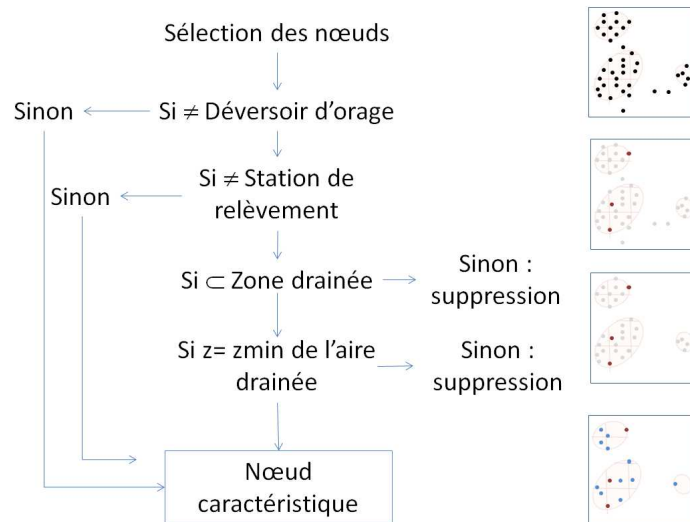 Sélection des nœuds
Sinon
Si ≠ Déversoir d'orage
Sinon
Si ≠ Station de
relèvement
Si ⊂ Zone drainée
Sinon :
suppression
Si z= zmin de l'aire
drainée
Sinon :
suppression
Nœud
caractéristique